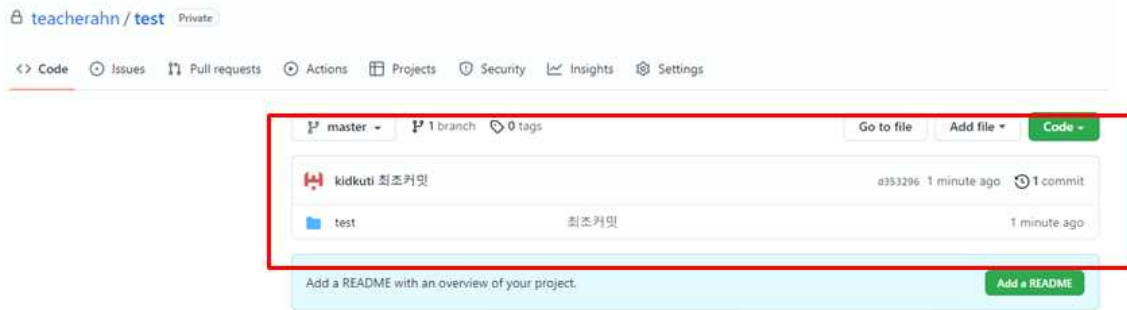 teacherahn / test Private
Code Issues Pull requests Actions Projects Security Insights Settings
master 1 branch 0 tags Go to file Add file Code
kidkuti 최조커밋 d353296 1 minute ago 1 commit
test 최조커밋 1 minute ago
Add a README with an overview of your project. Add a README